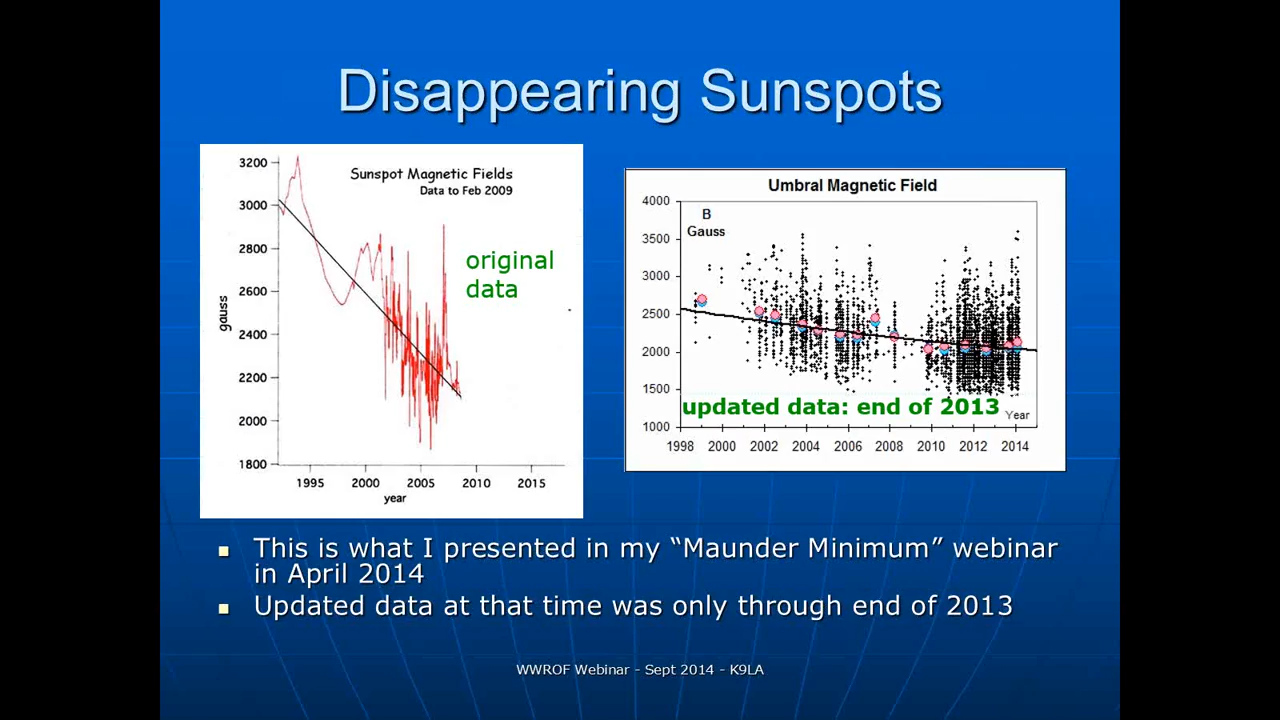 Disappearing Sunspots
Sunspot Magnetic Fields
Data to Feb 2009
original
data
gauss
3200
3000
2800
2600
2400
2200
2000
1800
1995 2000 2005 2010 2015
year
Umbral Magnetic Field
B
Gauss
4000
3500
3000
2500
2000
1500
1000
updated data: end of 2013
Year
1998 2000 2002 2004 2006 2008 2010 2012 2014
This is what I presented in my “Maunder Minimum” webinar
in April 2014
Updated data at that time was only through end of 2013
WWROF Webinar - Sept 2014 - K9LA